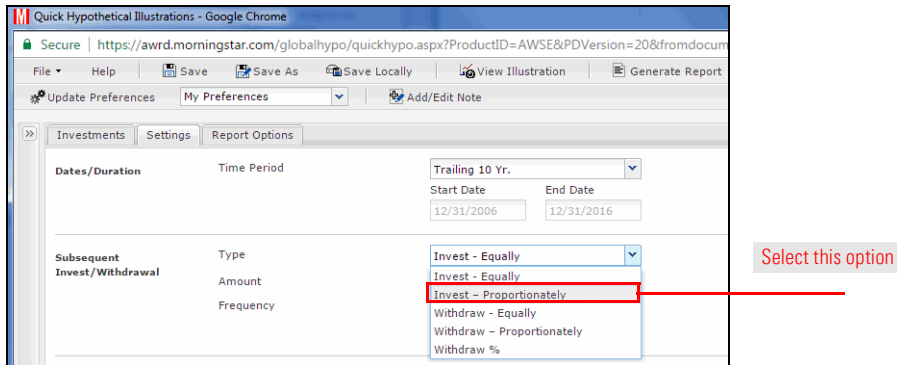 Quick Hypothetical Illustrations - Google Chrome
Secure | https://awrd.morningstar.com/globalhypo/quickhypo.aspx?ProductID=AWSE&PDVersion=20&fromdocum
File Help Save Save As Save Locally View Illustration Generate Report
Update Preferences My Preferences Add/Edit Note
Investments Settings Report Options
Dates/Duration Time Period Trailing 10 Yr.
Start Date End Date
12/31/2006 12/31/2016
Subsequent Invest/Withdrawal Type Invest - Equally
Amount Invest - Equally
Invest – Proportionately
Frequency Withdraw - Equally
Withdraw – Proportionately
Withdraw %
Select this option